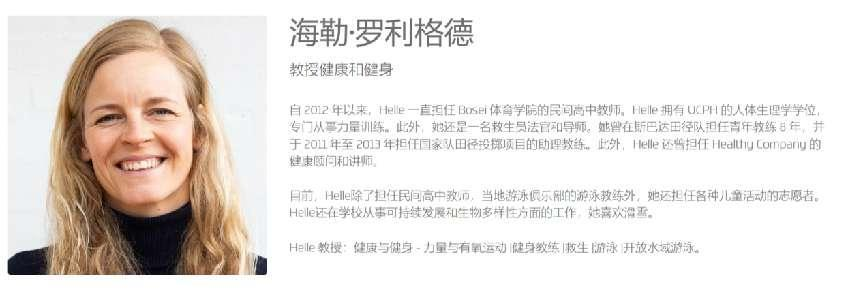 海勒·罗利格德
教授健康和健身
自 2012 年以来，Helle 一直担任 Bosei 体育学院的民间高中教师。Helle 拥有 UCPH 的人体生理学学位，
专门从事力量训练。此外，她还是一名救生员法官和导师。她曾在斯巴达田径队担任青年教练 8 年，并
于 2011 年至 2013 年担任国家队田径投掷项目的助理教练。此外，Helle 还曾担任 Healthy Company 的
健康顾问和讲师。
目前，Helle除了担任民间高中教师，当地游泳俱乐部的游泳教练外，她还担任各种儿童活动的志愿者。
Helle还在学校从事可持续发展和生物多样性方面的工作，她喜欢滑雪。
Helle 教授：健康与健身 - 力量与有氧运动 |健身教练 |救生 |游泳 |开放水域游泳。